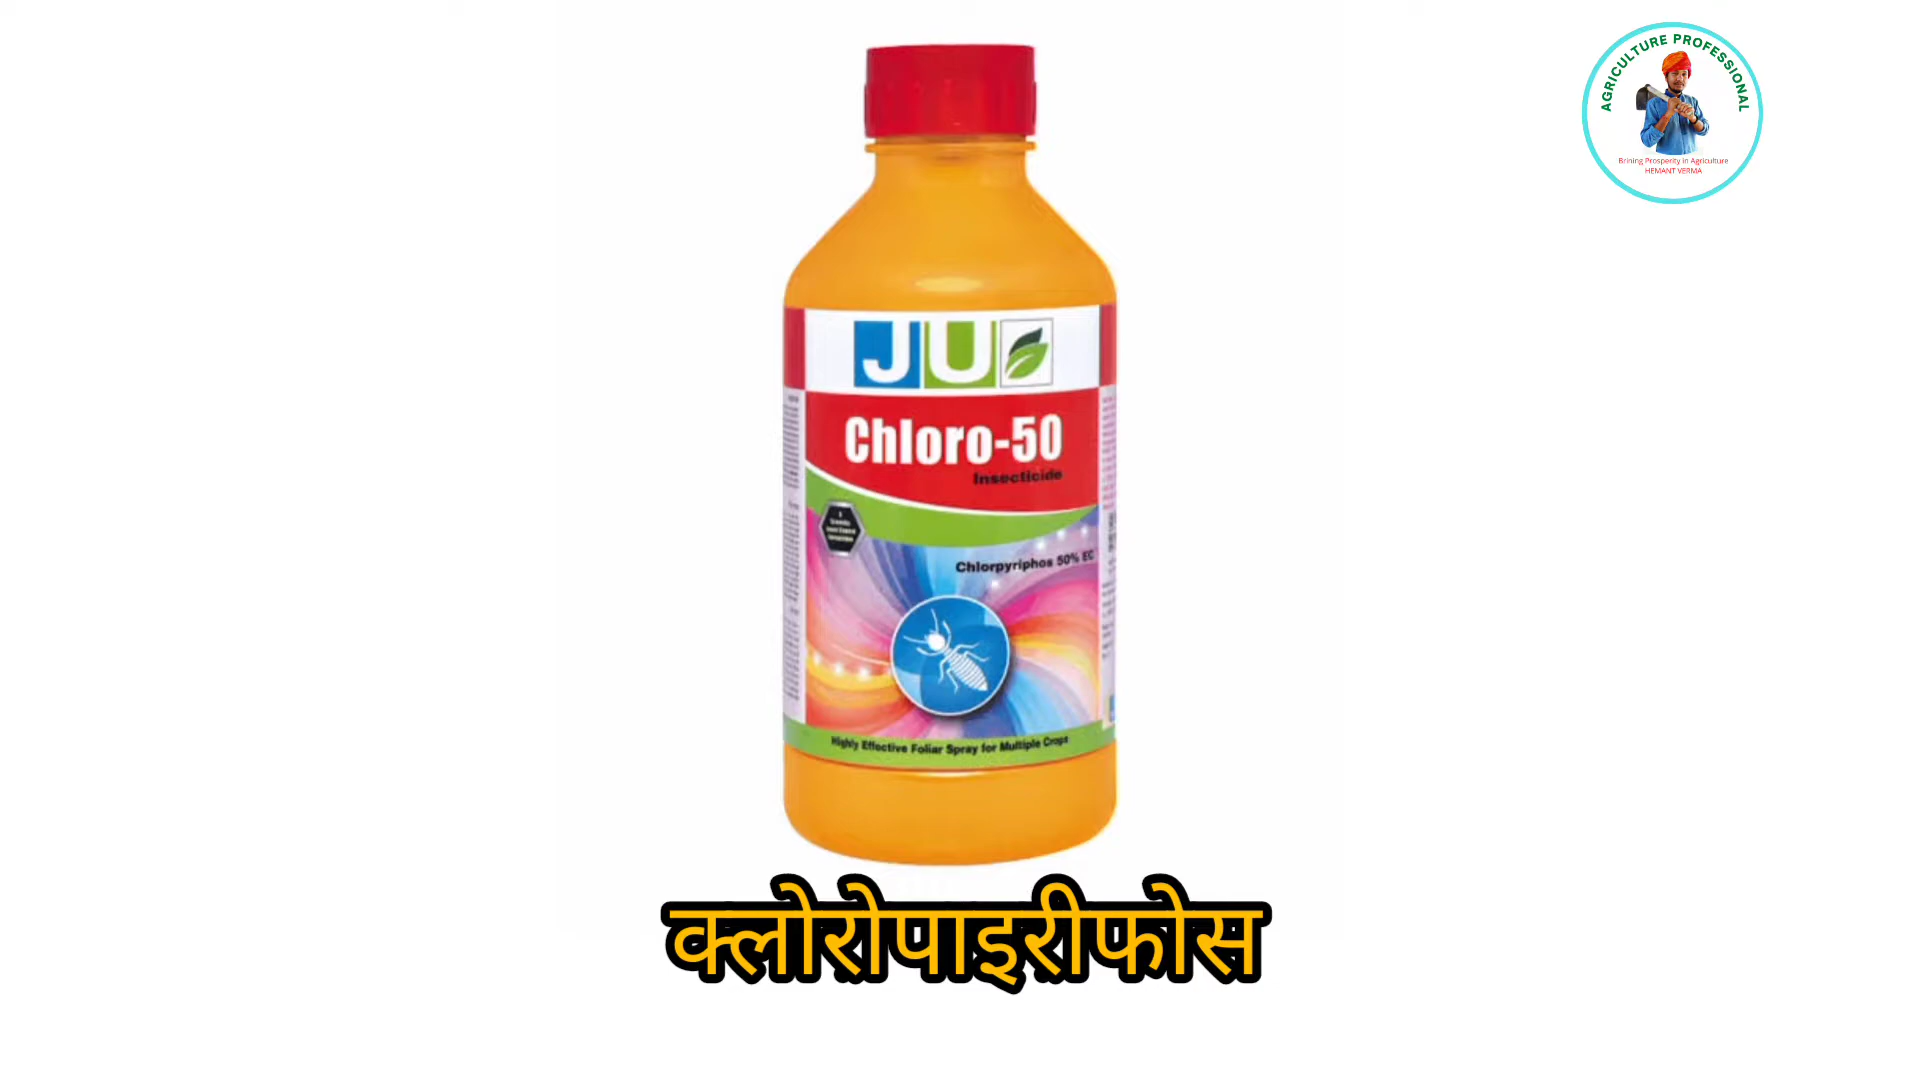 AGRICULTURE PROFESSIONAL
Brining Prosperity in Agriculture
HEMANT VERMA
JU
Chloro-50
Insecticide
Chlorpyriphos 50% EC
Highly Effective Foliar Spray for Multiple Crops
क्लोरोपाइरीफोस